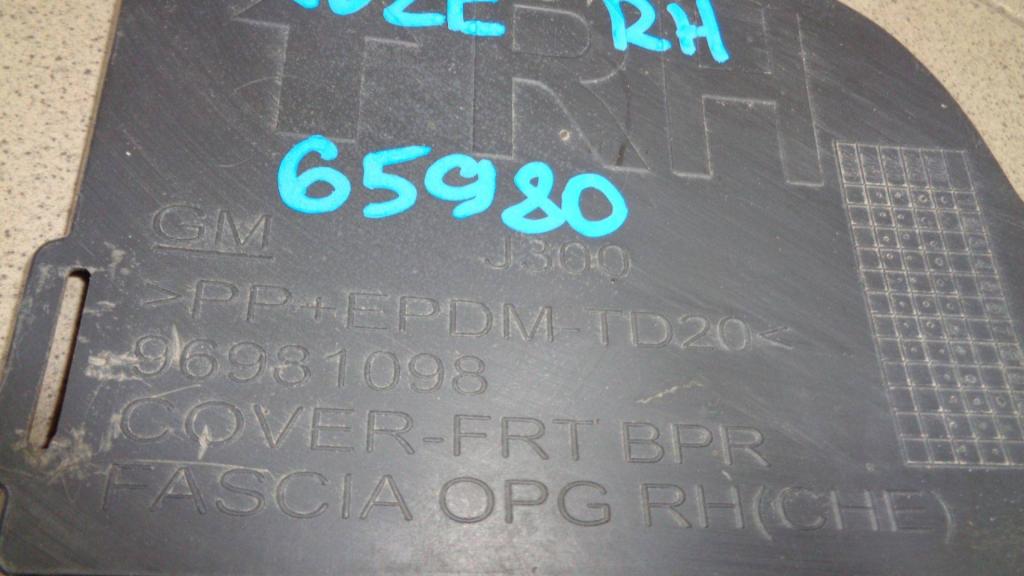 RH
TRH
65980
GM J300
>PP+EPDM-TD20<
96981098
COVER-FRT BPR
FASCIA OPG RH(CHE)